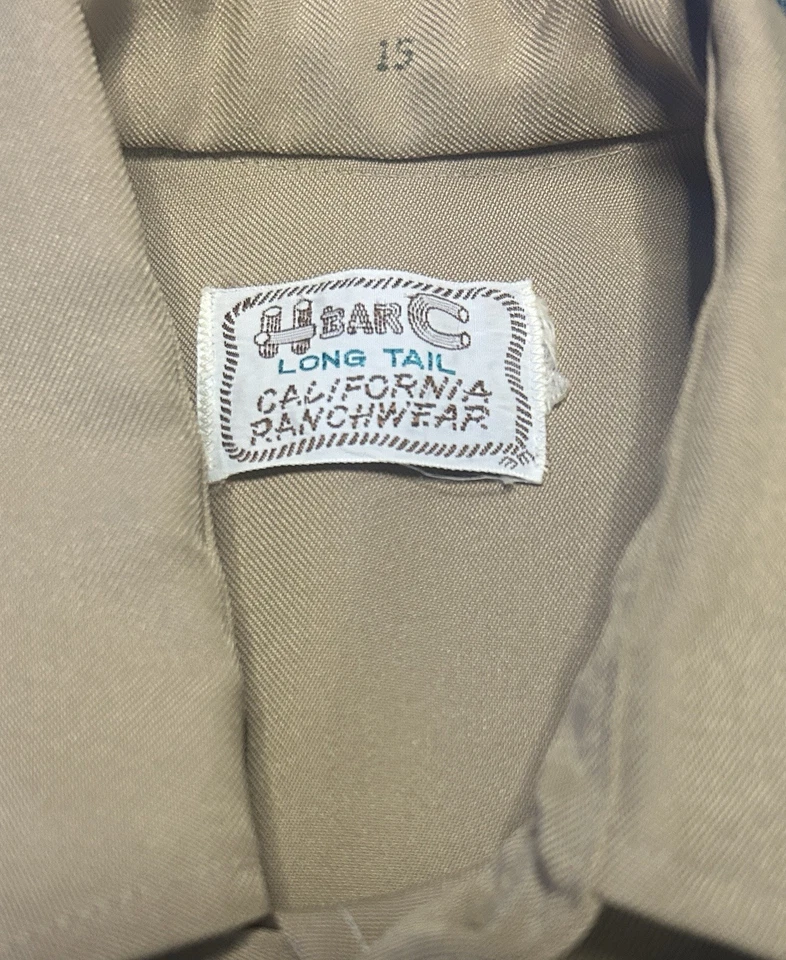 15
H BAR C
LONG TAIL
CALIFORNIA
RANCHWEAR